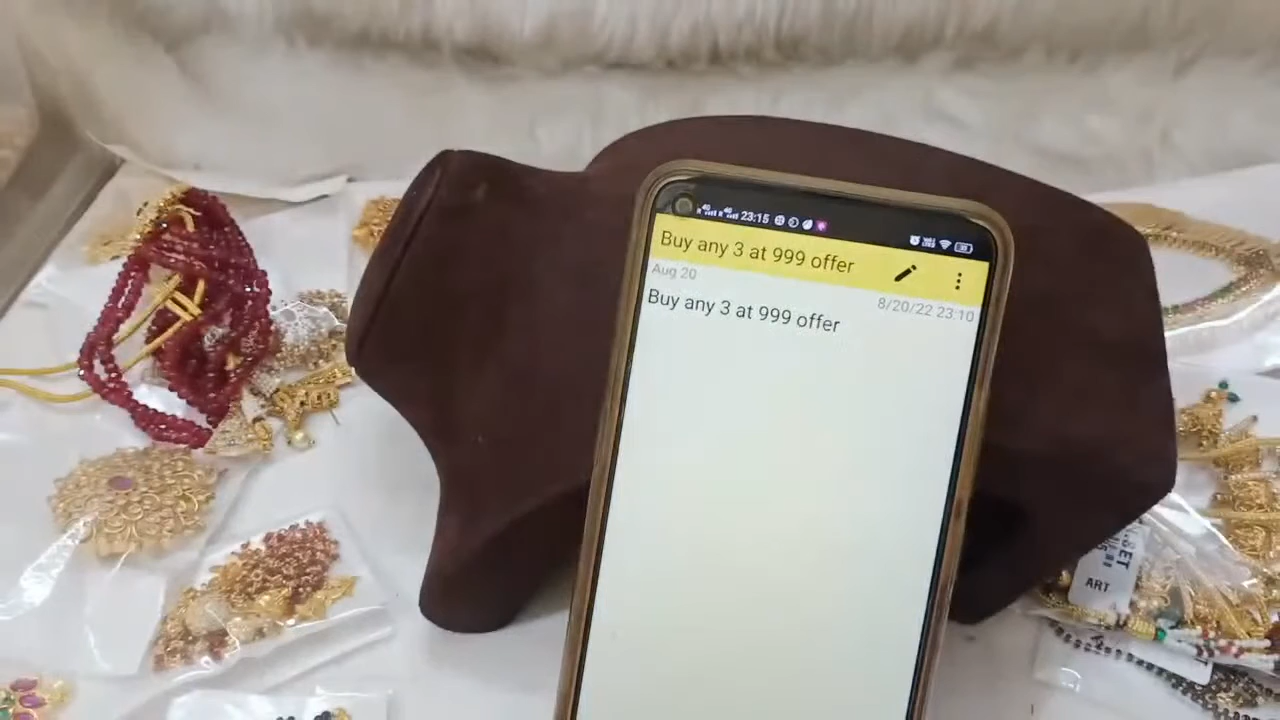 23:15
Buy any 3 at 999 offer
Aug 20
8/20/22 23:10
Buy any 3 at 999 offer
ART